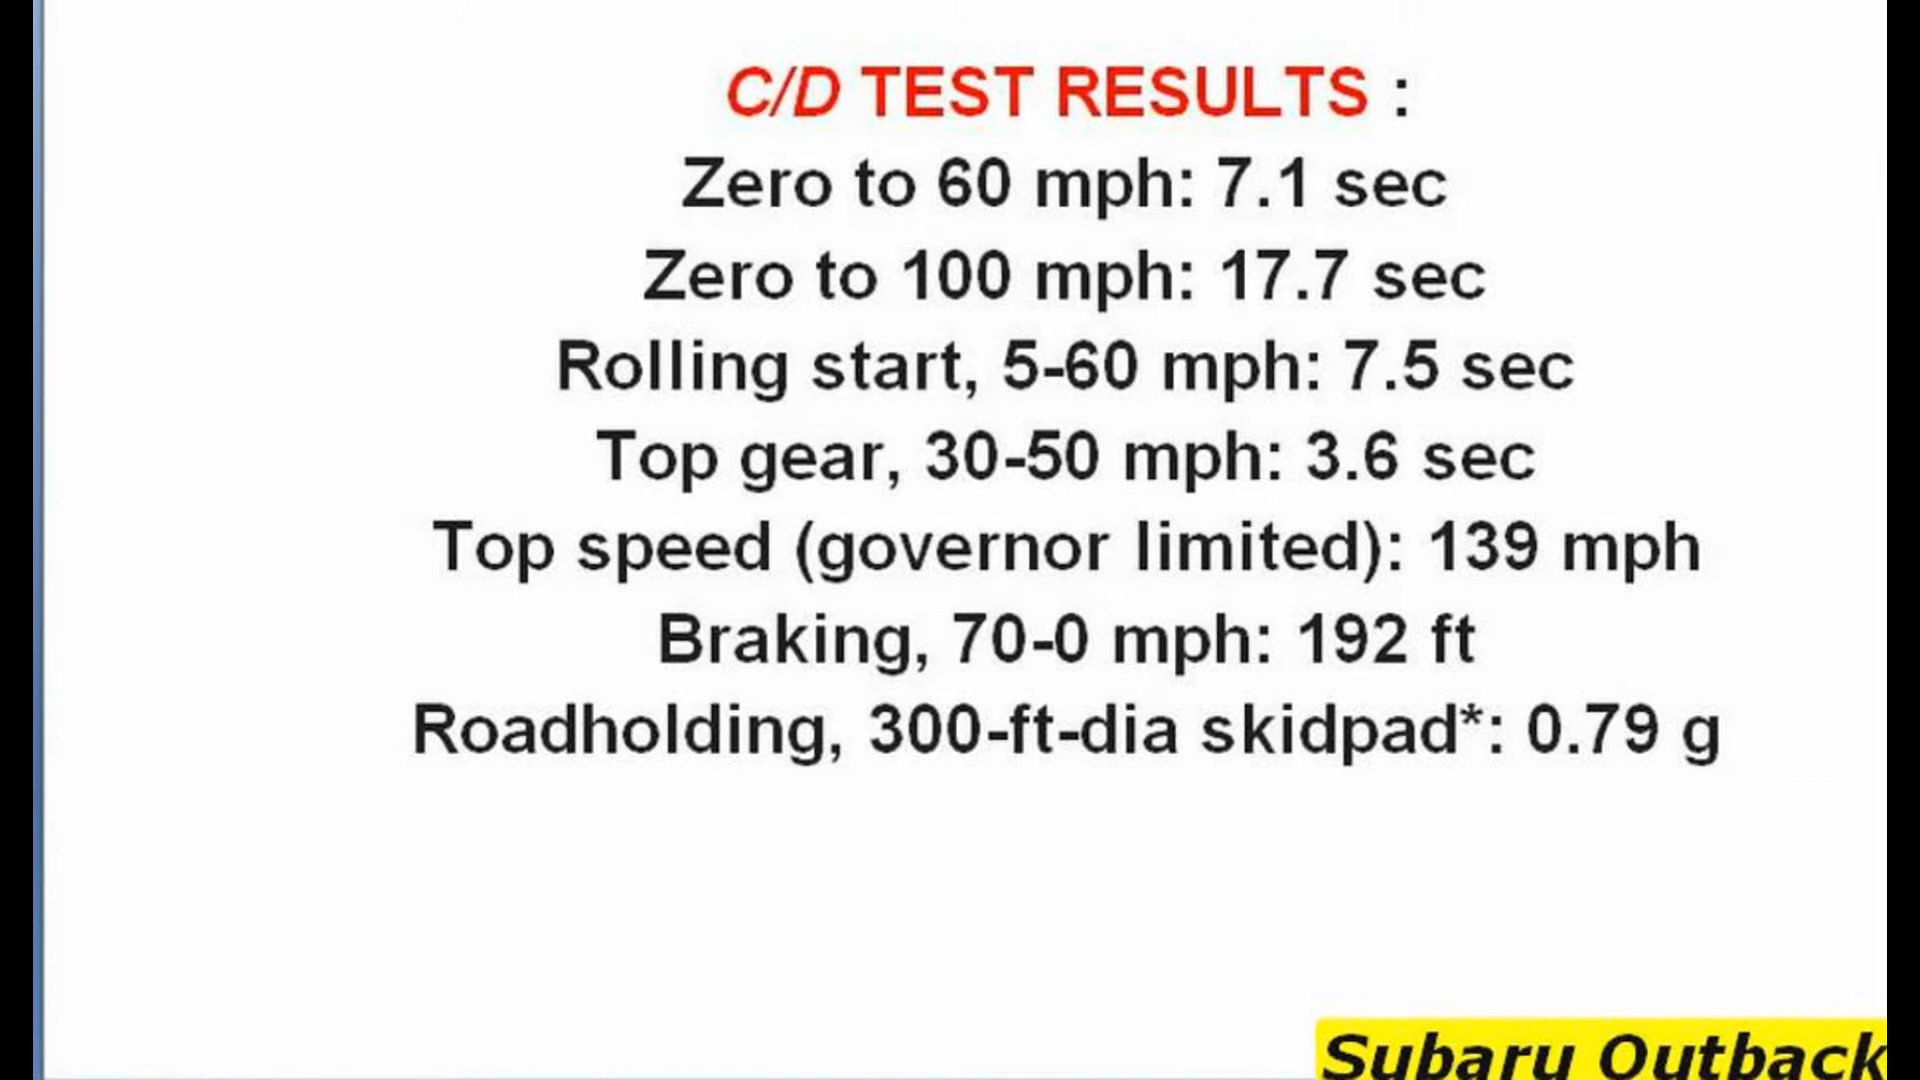 C/D TEST RESULTS :
Zero to 60 mph: 7.1 sec
Zero to 100 mph: 17.7 sec
Rolling start, 5-60 mph: 7.5 sec
Top gear, 30-50 mph: 3.6 sec
Top speed (governor limited): 139 mph
Braking, 70-0 mph: 192 ft
Roadholding, 300-ft-dia skidpad*: 0.79 g
Subaru Outback